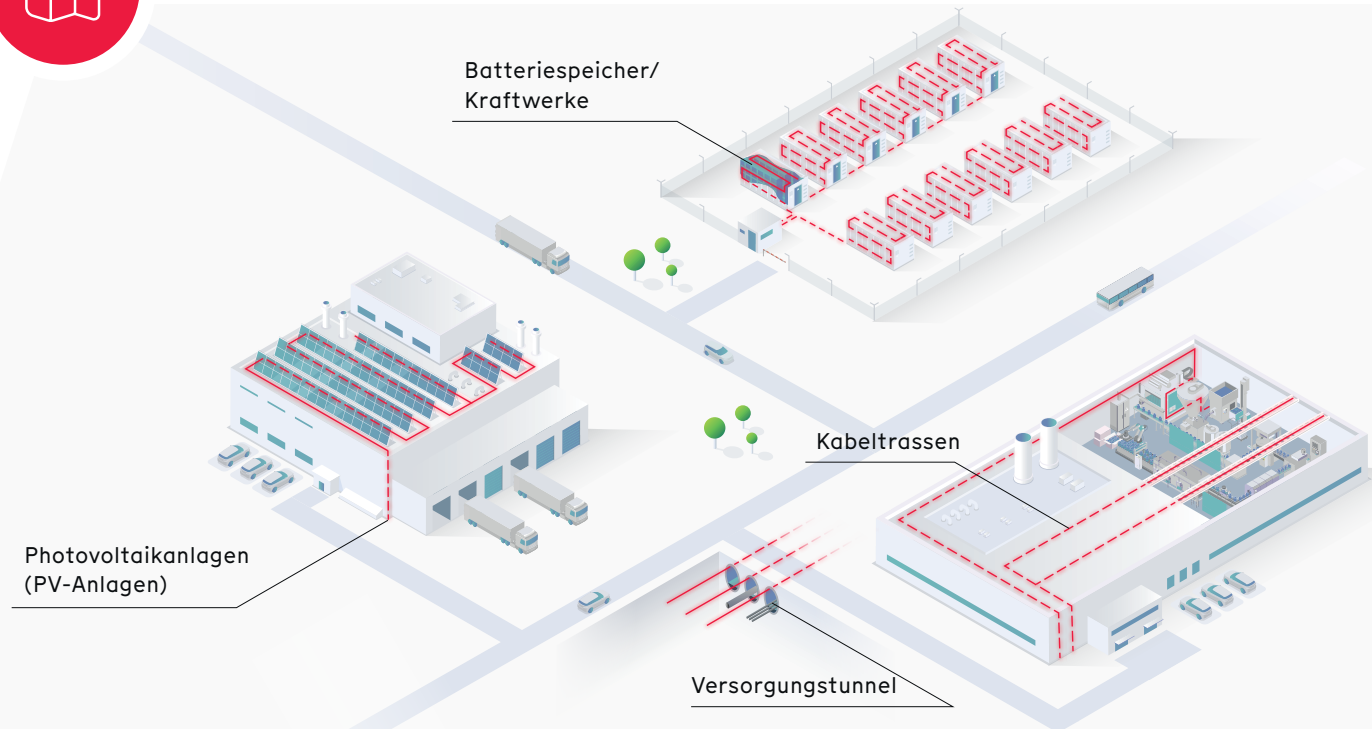 Batteriespeicher/
Kraftwerke
Kabeltrassen
Photovoltaikanlagen
(PV-Anlagen)
Versorgungstunnel